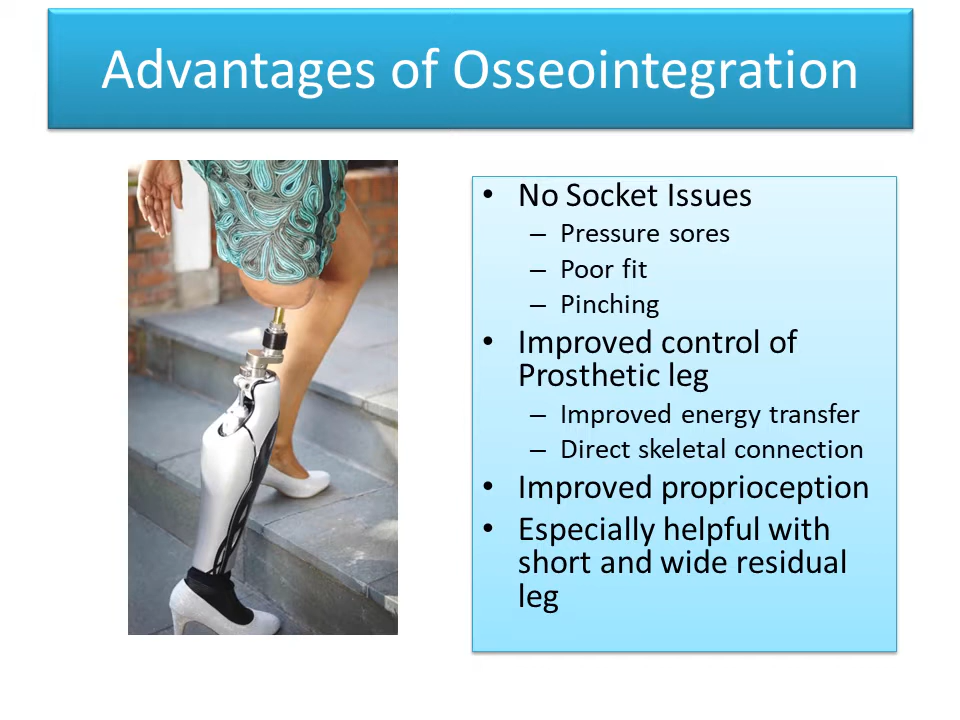 Advantages of Osseointegration
• No Socket Issues
– Pressure sores
– Poor fit
– Pinching
• Improved control of
Prosthetic leg
– Improved energy transfer
– Direct skeletal connection
• Improved proprioception
• Especially helpful with
short and wide residual
leg